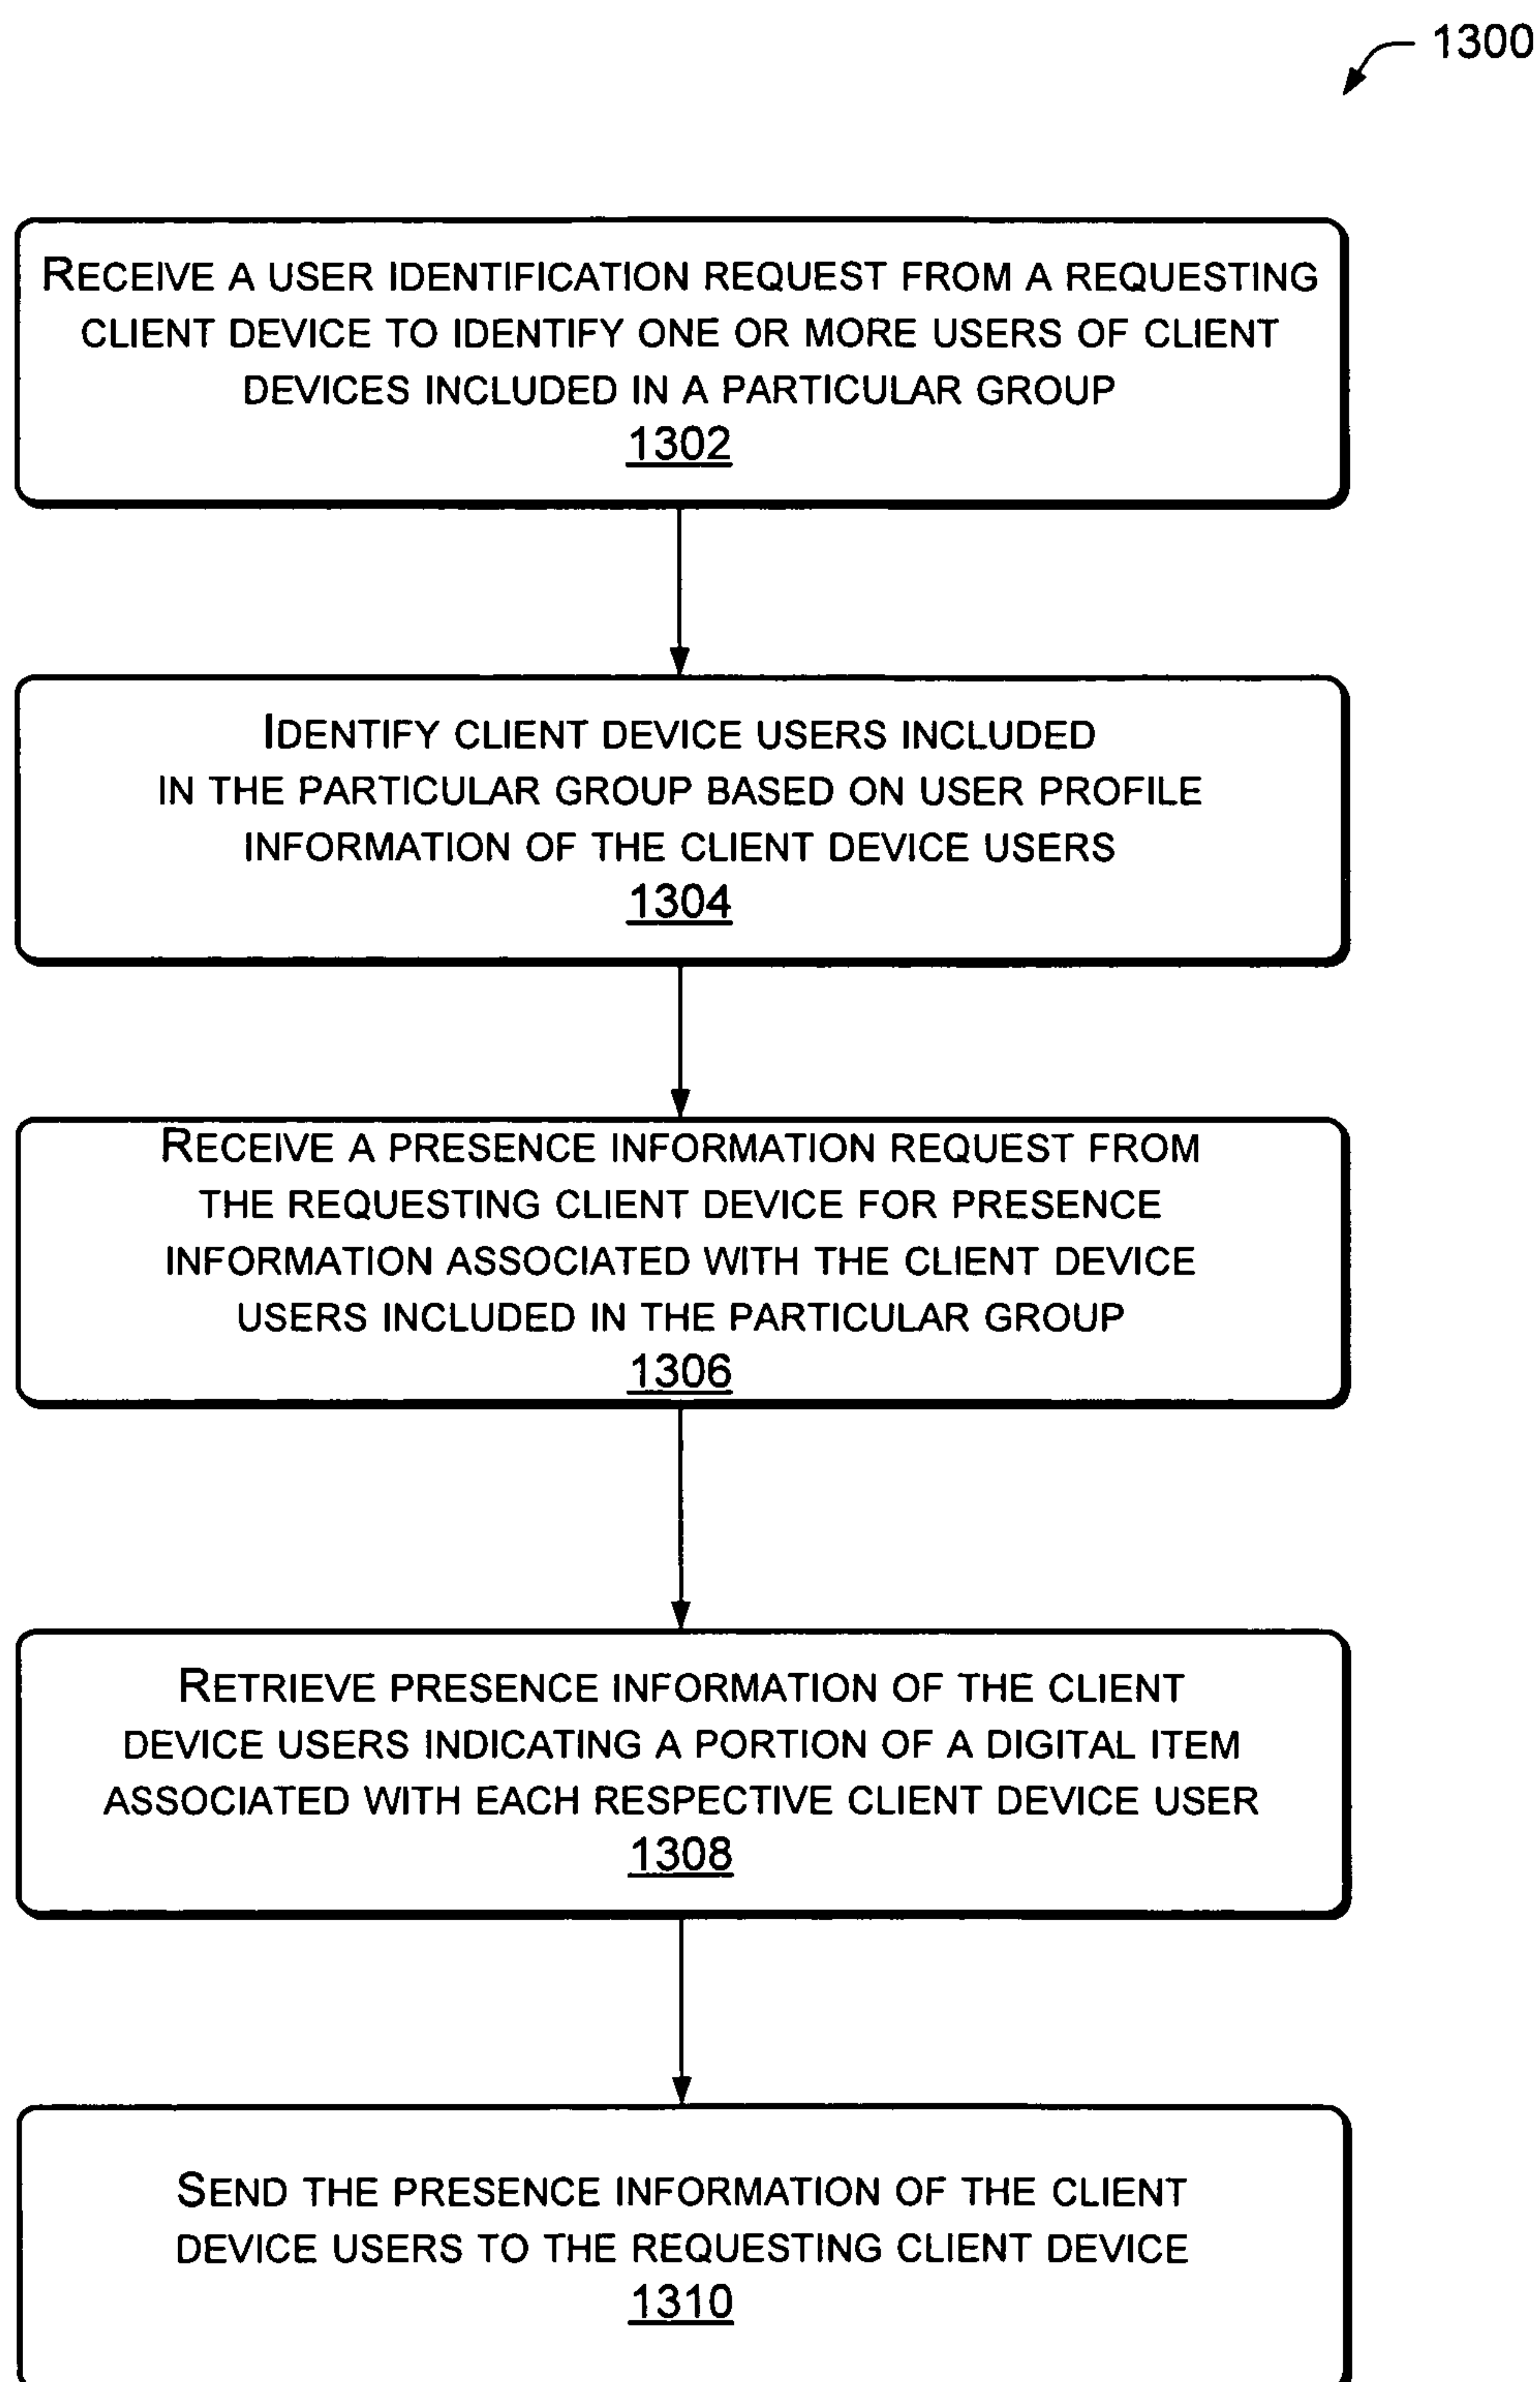 1300
RECEIVE A USER IDENTIFICATION REQUEST FROM A REQUESTING
CLIENT DEVICE TO IDENTIFY ONE OR MORE USERS OF CLIENT
DEVICES INCLUDED IN A PARTICULAR GROUP
1302
IDENTIFY CLIENT DEVICE USERS INCLUDED
IN THE PARTICULAR GROUP BASED ON USER PROFILE
INFORMATION OF THE CLIENT DEVICE USERS
1304
RECEIVE A PRESENCE INFORMATION REQUEST FROM
THE REQUESTING CLIENT DEVICE FOR PRESENCE
INFORMATION ASSOCIATED WITH THE CLIENT DEVICE
USERS INCLUDED IN THE PARTICULAR GROUP
1306
RETRIEVE PRESENCE INFORMATION OF THE CLIENT
DEVICE USERS INDICATING A PORTION OF A DIGITAL ITEM
ASSOCIATED WITH EACH RESPECTIVE CLIENT DEVICE USER
1308
SEND THE PRESENCE INFORMATION OF THE CLIENT
DEVICE USERS TO THE REQUESTING CLIENT DEVICE
1310